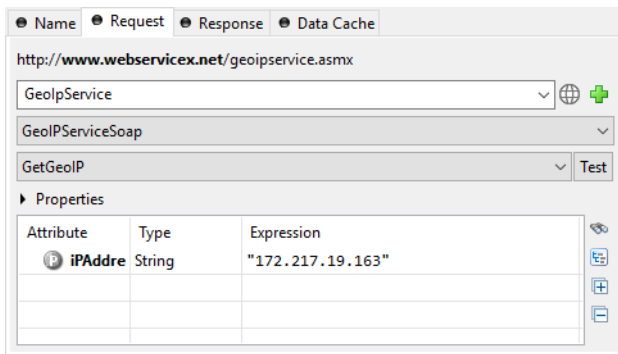 Name Request Response Data Cache
http://www.webservicex.net/geoipservice.asmx
GeoIpService
GeoIPServiceSoap
GetGeoIP Test
Properties
Attribute Type Expression
P iPAddre String "172.217.19.163"